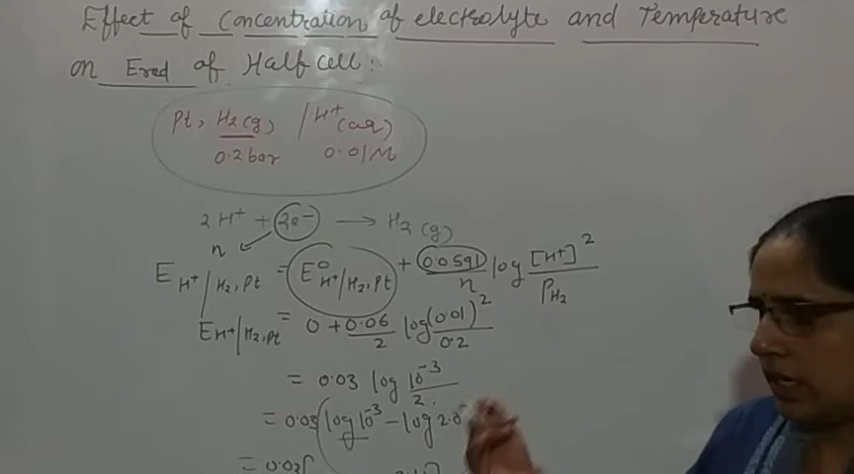 Effect of Concentration of electrolyte and Temperature
on Ered of Half cell:
Pt, H2(g), / H+(aq)
0.2 bar 0.01M
2H+ + 2e- → H2(g)
n
E H+/H2, Pt = E° H+/H2, Pt + 0.0591/n log [H+]²/PH2
E H+/H2, Pt = 0 + 0.06/2 log (0.01)²/0.2
= 0.03 log 10⁻³/2.
= 0.03 (log 10⁻³ - log 2.0